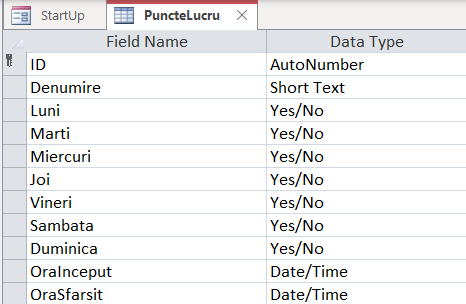 StartUp PuncteLucru
Field Name Data Type
ID AutoNumber
Denumire Short Text
Luni Yes/No
Marti Yes/No
Miercuri Yes/No
Joi Yes/No
Vineri Yes/No
Sambata Yes/No
Duminica Yes/No
OraInceput Date/Time
OraSfarsit Date/Time